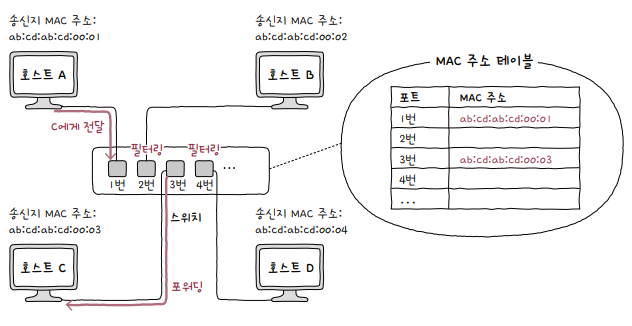 송신지 MAC 주소:
ab:cd:ab:cd:00:01
호스트 A
송신지 MAC 주소:
ab:cd:ab:cd:00:02
호스트 B
C에게 전달
필터링
필터링
...
1번
2번
3번
4번
스위치
송신지 MAC 주소:
ab:cd:ab:cd:00:03
호스트 C
포워딩
송신지 MAC 주소:
ab:cd:ab:cd:00:04
호스트 D
MAC 주소 테이블
포트 MAC 주소
1번 ab:cd:ab:cd:00:01
2번
3번 ab:cd:ab:cd:00:03
4번
...